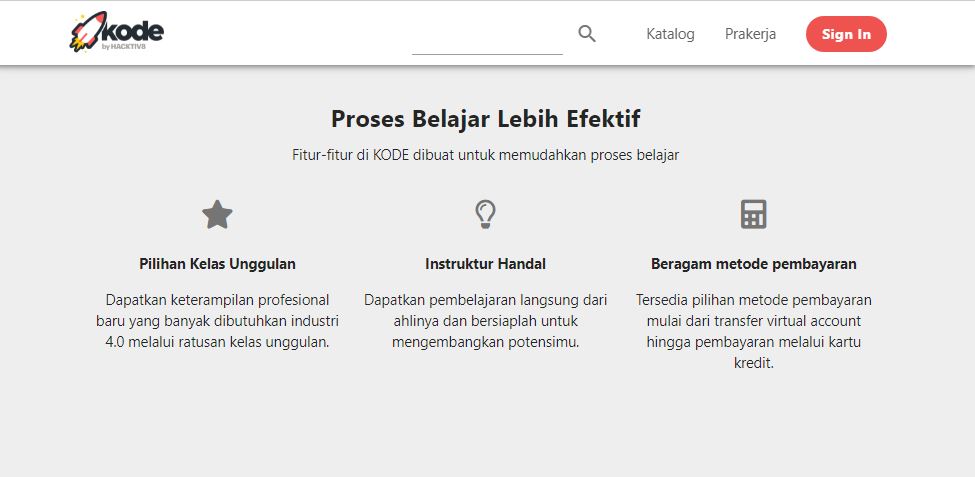 kode
by HACKTIV8
Katalog
Prakerja
Sign In
Proses Belajar Lebih Efektif
Fitur-fitur di KODE dibuat untuk memudahkan proses belajar
Pilihan Kelas Unggulan
Dapatkan keterampilan profesional
baru yang banyak dibutuhkan industri
4.0 melalui ratusan kelas unggulan.
Instruktur Handal
Dapatkan pembelajaran langsung dari
ahlinya dan bersiaplah untuk
mengembangkan potensimu.
Beragam metode pembayaran
Tersedia pilihan metode pembayaran
mulai dari transfer virtual account
hingga pembayaran melalui kartu
kredit.